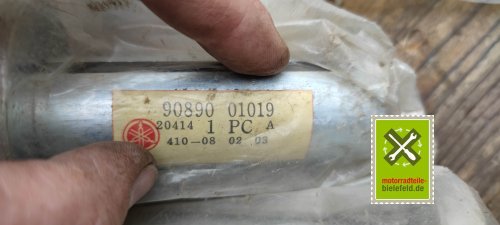 90890 01019
20414 1 PC A
410-08 02 03
motorradteile-
bielefeld.de